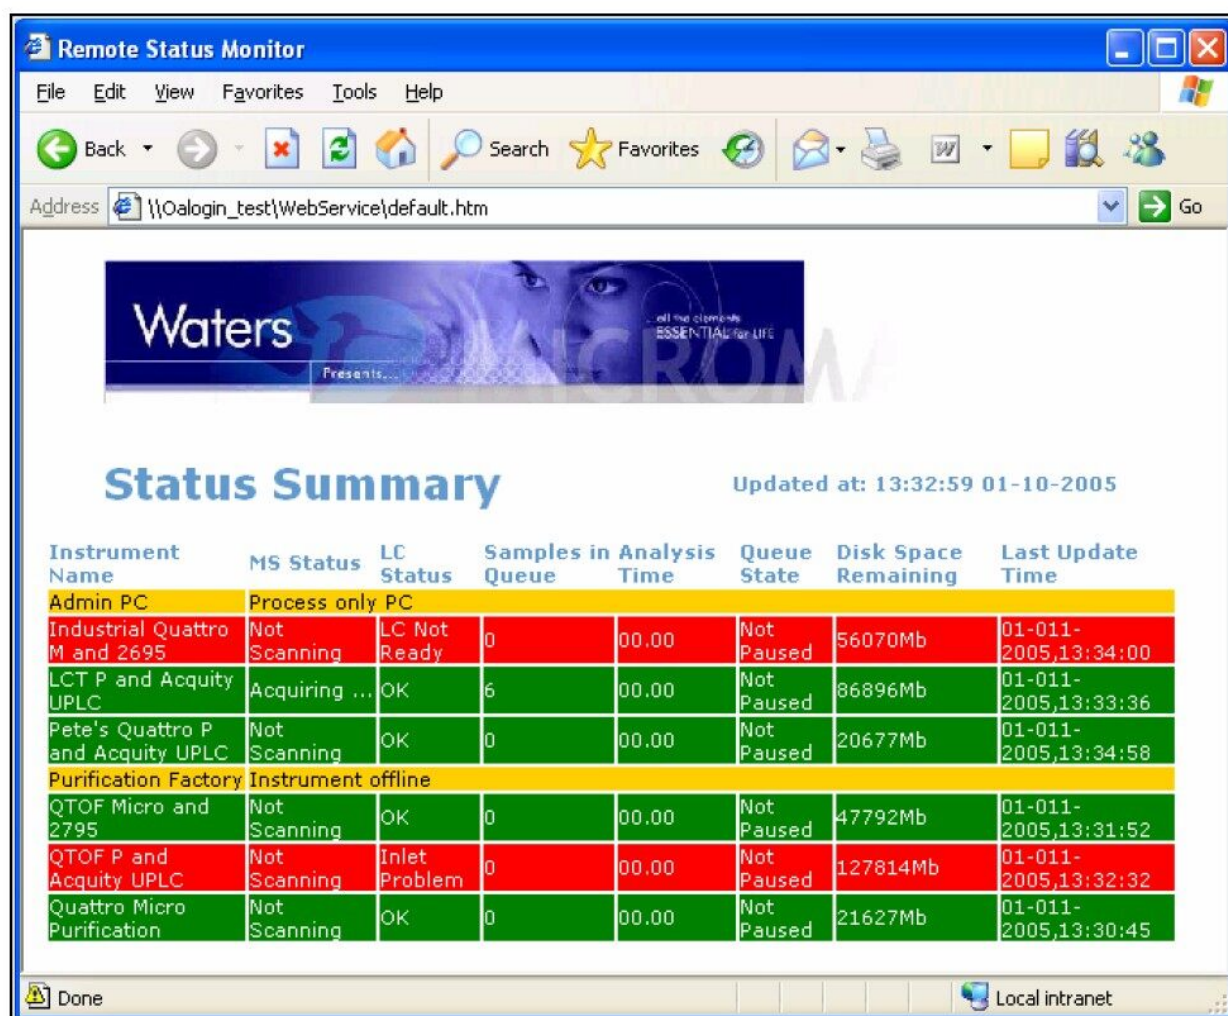 Remote Status Monitor
File Edit View Favorites Tools Help
Back Search Favorites
Address \\Oalogin_test\WebService\default.htm Go
Waters
...all the elements
ESSENTIAL for LIFE
Presents...
MICROMA
Status Summary Updated at: 13:32:59 01-10-2005
Instrument Name MS Status LC Status Samples in Queue Analysis Time Queue State Disk Space Remaining Last Update Time
Admin PC Process only PC
Industrial Quattro M and 2695 Not Scanning LC Not Ready 0 00.00 Not Paused 56070Mb 01-011-2005,13:34:00
LCT P and Acquity UPLC Acquiring ... OK 6 00.00 Not Paused 86896Mb 01-011-2005,13:33:36
Pete's Quattro P and Acquity UPLC Not Scanning OK 0 00.00 Not Paused 20677Mb 01-011-2005,13:34:58
Purification Factory Instrument offline
QTOF Micro and 2795 Not Scanning OK 0 00.00 Not Paused 47792Mb 01-011-2005,13:31:52
QTOF P and Acquity UPLC Not Scanning Inlet Problem 0 00.00 Not Paused 127814Mb 01-011-2005,13:32:32
Quattro Micro Purification Not Scanning OK 0 00.00 Not Paused 21627Mb 01-011-2005,13:30:45
Done Local intranet